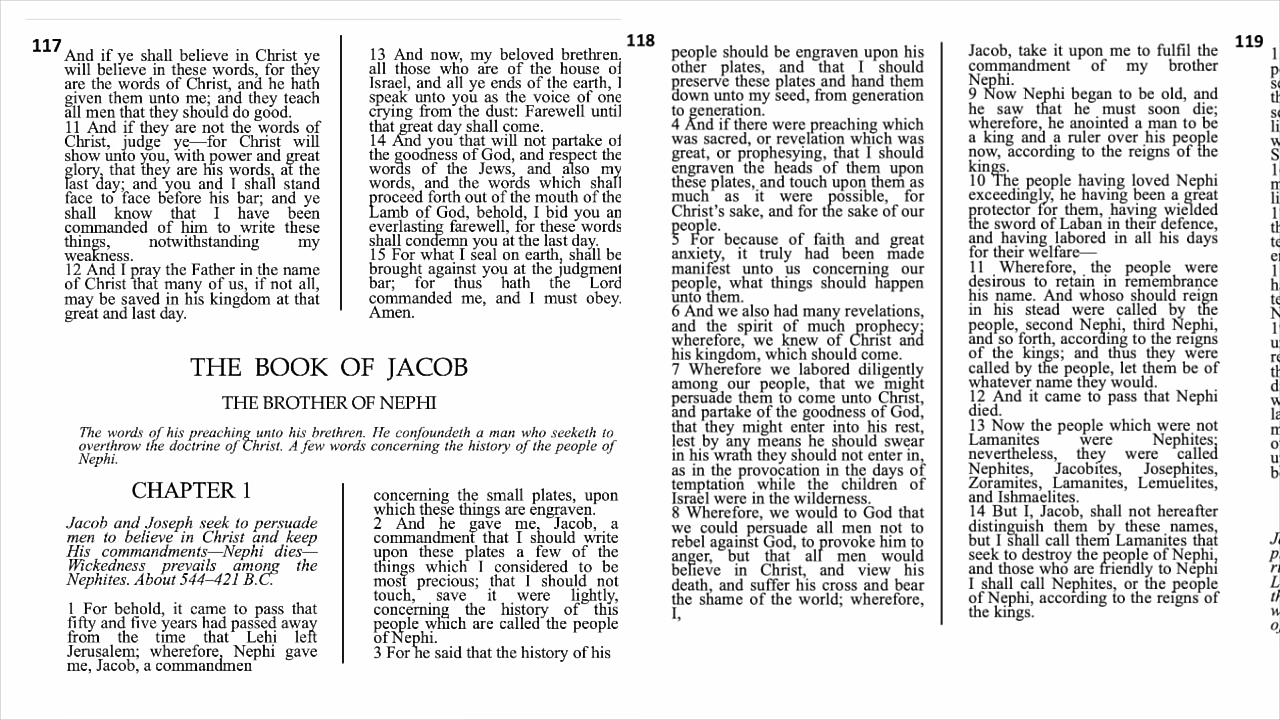 117
And if ye shall believe in Christ ye
will believe in these words, for they
are the words of Christ, and he hath
given them unto me; and they teach
all men that they should do good.
11 And if they are not the words of
Christ, judge ye—for Christ will
show unto you, with power and great
glory, that they are his words, at the
last day; and you and I shall stand
face to face before his bar; and ye
shall know that I have been
commanded of him to write these
things, notwithstanding my
weakness.
12 And I pray the Father in the name
of Christ that many of us, if not all,
may be saved in his kingdom at that
great and last day.
13 And now, my beloved brethren,
all those who are of the house of
Israel, and all ye ends of the earth, I
speak unto you as the voice of one
crying from the dust: Farewell until
that great day shall come.
14 And you that will not partake of
the goodness of God, and respect the
words of the Jews, and also my
words, and the words which shall
proceed forth out of the mouth of the
Lamb of God, behold, I bid you an
everlasting farewell, for these words
shall condemn you at the last day.
15 For what I seal on earth, shall be
brought against you at the judgment
bar; for thus hath the Lord
commanded me, and I must obey.
Amen.
THE BOOK OF JACOB
THE BROTHER OF NEPHI
The words of his preaching unto his brethren. He confoundeth a man who seeketh to
overthrow the doctrine of Christ. A few words concerning the history of the people of
Nephi.
CHAPTER 1
Jacob and Joseph seek to persuade
men to believe in Christ and keep
His commandments—Nephi dies—
Wickedness prevails among the
Nephites. About 544–421 B.C.
1 For behold, it came to pass that
fifty and five years had passed away
from the time that Lehi left
Jerusalem; wherefore, Nephi gave
me, Jacob, a commandmen
concerning the small plates, upon
which these things are engraven.
2 And he gave me, Jacob, a
commandment that I should write
upon these plates a few of the
things which I considered to be
most precious; that I should not
touch, save it were lightly,
concerning the history of this
people which are called the people
of Nephi.
3 For he said that the history of his
118
people should be engraven upon his
other plates, and that I should
preserve these plates and hand them
down unto my seed, from generation
to generation.
4 And if there were preaching which
was sacred, or revelation which was
great, or prophesying, that I should
engraven the heads of them upon
these plates, and touch upon them as
much as it were possible, for
Christ's sake, and for the sake of our
people.
5 For because of faith and great
anxiety, it truly had been made
manifest unto us concerning our
people, what things should happen
unto them.
6 And we also had many revelations,
and the spirit of much prophecy;
wherefore, we knew of Christ and
his kingdom, which should come.
7 Wherefore we labored diligently
among our people, that we might
persuade them to come unto Christ,
and partake of the goodness of God,
that they might enter into his rest,
lest by any means he should swear
in his wrath they should not enter in,
as in the provocation in the days of
temptation while the children of
Israel were in the wilderness.
8 Wherefore, we would to God that
we could persuade all men not to
rebel against God, to provoke him to
anger, but that all men would
believe in Christ, and view his
death, and suffer his cross and bear
the shame of the world; wherefore,
I,
Jacob, take it upon me to fulfil the
commandment of my brother
Nephi.
9 Now Nephi began to be old, and
he saw that he must soon die;
wherefore, he anointed a man to be
a king and a ruler over his people
now, according to the reigns of the
kings.
10 The people having loved Nephi
exceedingly, he having been a great
protector for them, having wielded
the sword of Laban in their defence,
and having labored in all his days
for their welfare—
11 Wherefore, the people were
desirous to retain in remembrance
his name. And whoso should reign
in his stead were called by the
people, second Nephi, third Nephi,
and so forth, according to the reigns
of the kings; and thus they were
called by the people, let them be of
whatever name they would.
12 And it came to pass that Nephi
died.
13 Now the people which were not
Lamanites were Nephites;
nevertheless, they were called
Nephites, Jacobites, Josephites,
Zoramites, Lamanites, Lemuelites,
and Ishmaelites.
14 But I, Jacob, shall not hereafter
distinguish them by these names,
but I shall call them Lamanites that
seek to destroy the people of Nephi,
and those who are friendly to Nephi
I shall call Nephites, or the people
of Nephi, according to the reigns of
the kings.
119